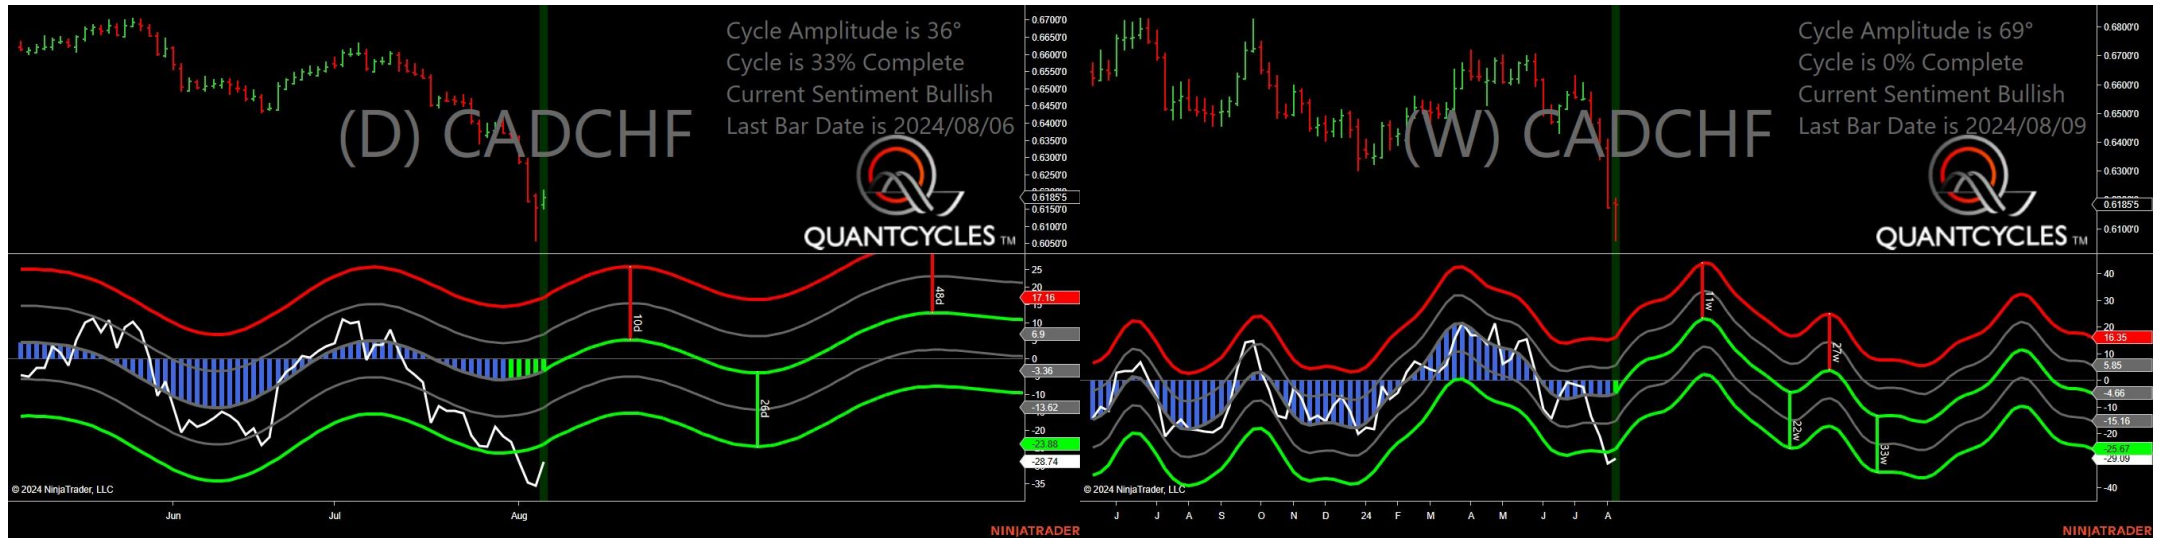 0.6700'0
0.6650'0
0.6600'0
0.6550'0
0.6500'0
0.6450'0
0.6400'0
0.6350'0
0.6300'0
0.6250'0
0.6185'5
0.6150'0
0.6100'0
0.6050'0
Cycle Amplitude is 36°
Cycle is 33% Complete
Current Sentiment Bullish
Last Bar Date is 2024/08/06
(D) CADCHF
QUANTCYCLES TM
25
20
17.16
10
6.9
0
-3.36
-10
-13.62
-20
-23.88
-28.74
-35
10d
26d
48d
© 2024 NinjaTrader, LLC
Jun Jul Aug
NINJATRADER
0.6800'0
0.6700'0
0.6600'0
0.6500'0
0.6400'0
0.6300'0
0.6185'5
0.6100'0
Cycle Amplitude is 69°
Cycle is 0% Complete
Current Sentiment Bullish
Last Bar Date is 2024/08/09
(W) CADCHF
QUANTCYCLES TM
40
30
20
16.35
10
5.85
0
-4.66
-10
-15.16
-20
-25.67
-29.09
-40
11w
22w
27w
33w
© 2024 NinjaTrader, LLC
J J A S O N D 24 F M A M J J A
NINJATRADER